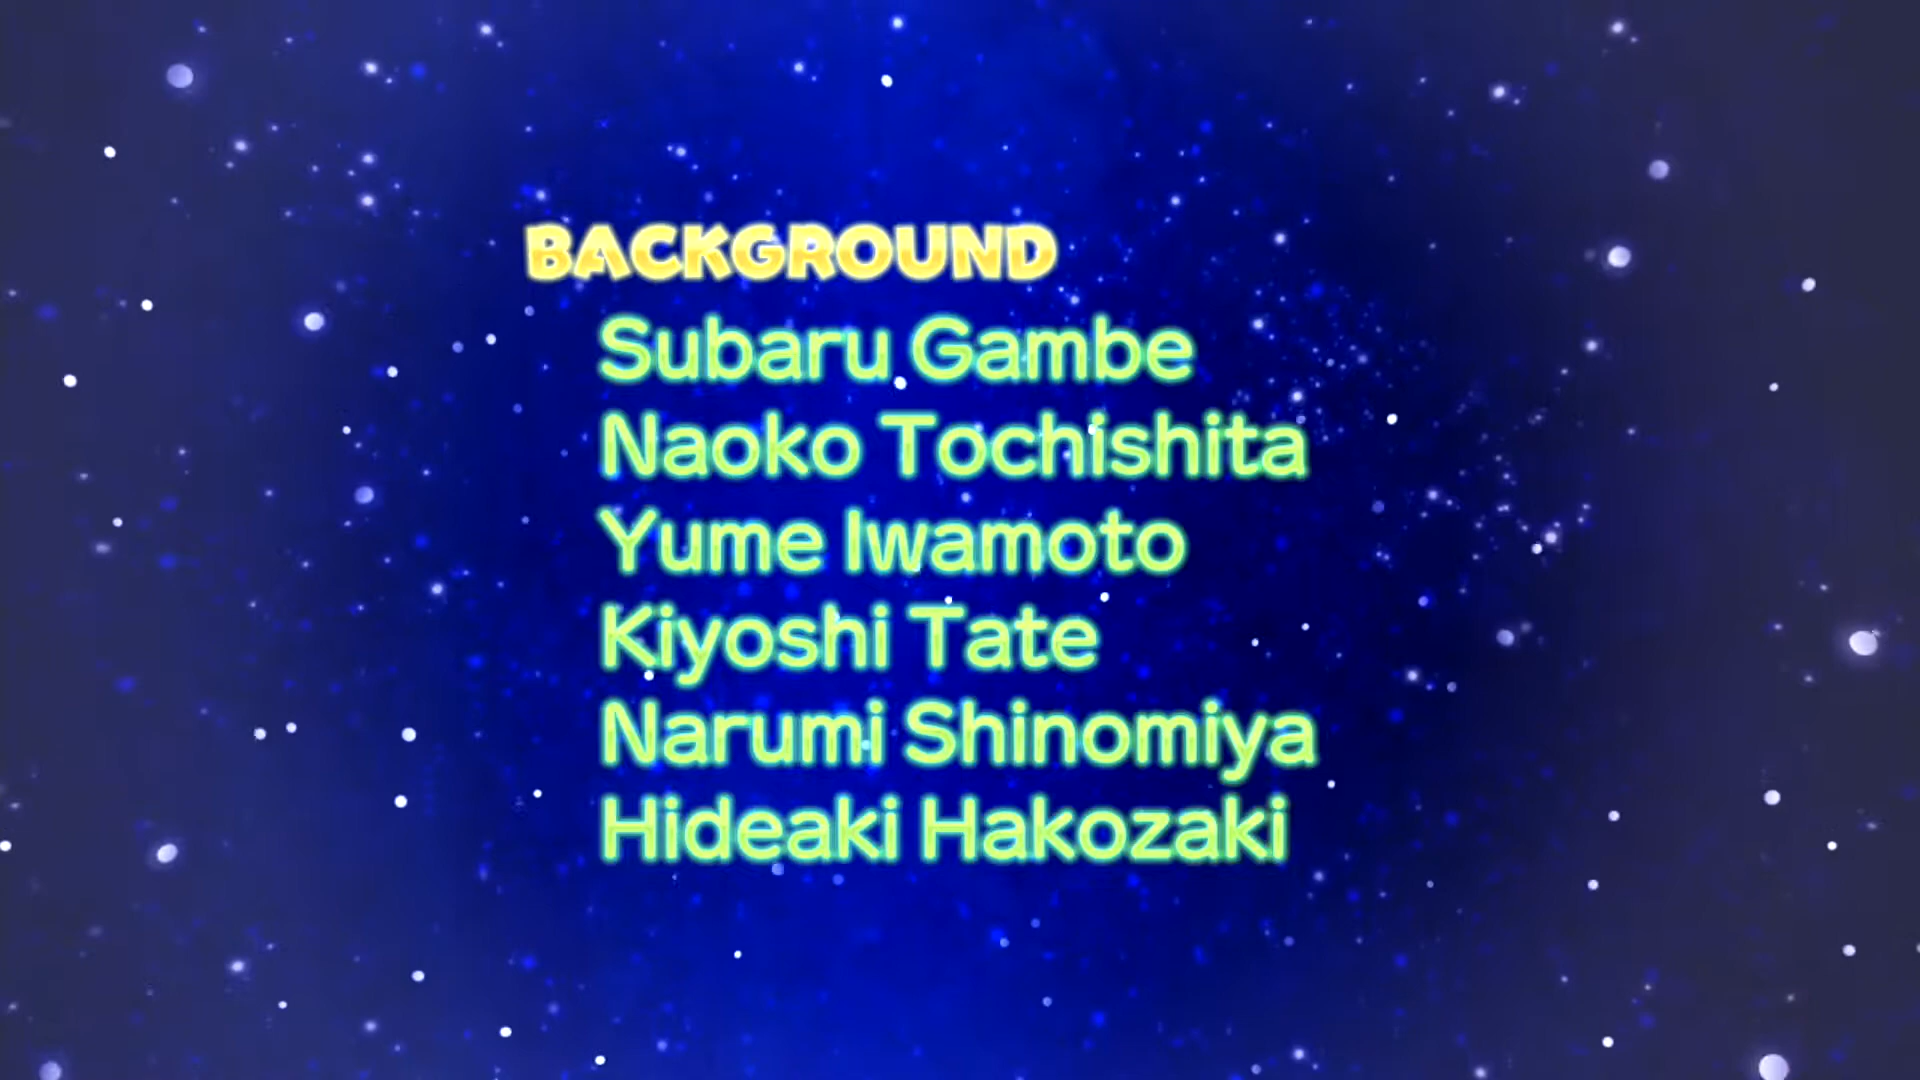 BACKGROUND
Subaru Gambe
Naoko Tochishita
Yume Iwamoto
Kiyoshi Tate
Narumi Shinomiya
Hideaki Hakozaki